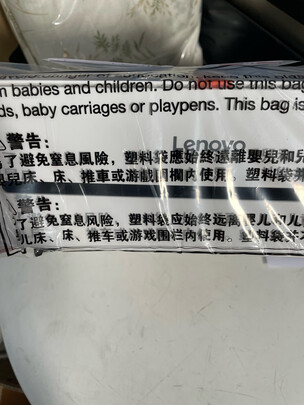 n babies and children. Do not use this bag
ds, baby carriages or playpens. This bag is
警告:
Lenovo
了避免窒息風險，塑料袋應始終遠離嬰兒和兒
兒床、床、推車或游戲圍欄內使用。塑料袋
警告:
了避免窒息风险，塑料袋应始终远离婴儿和儿
儿床、床、推车或游戏围栏内使用。塑料袋并